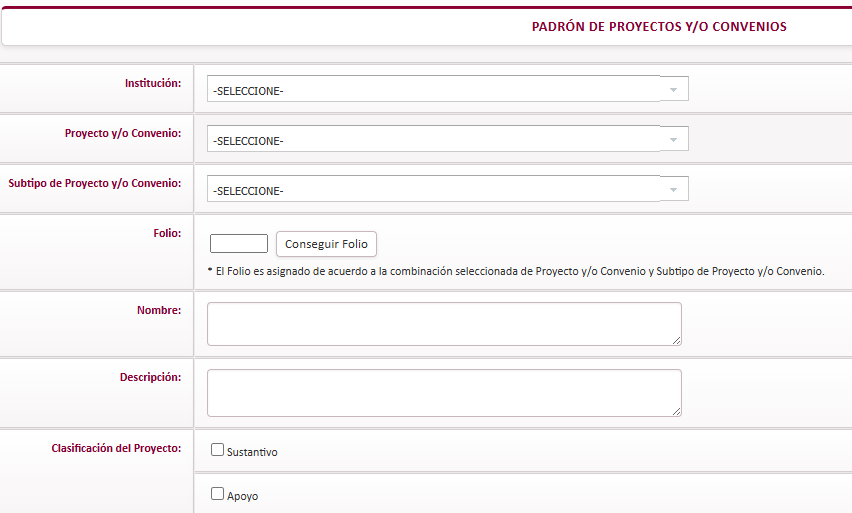 PADRÓN DE PROYECTOS Y/O CONVENIOS
Institución:
-SELECCIONE-
Proyecto y/o Convenio:
-SELECCIONE-
Subtipo de Proyecto y/o Convenio:
-SELECCIONE-
Folio:
Conseguir Folio
* El Folio es asignado de acuerdo a la combinación seleccionada de Proyecto y/o Convenio y Subtipo de Proyecto y/o Convenio.
Nombre:
Descripción:
Clasificación del Proyecto:
Sustantivo
Apoyo